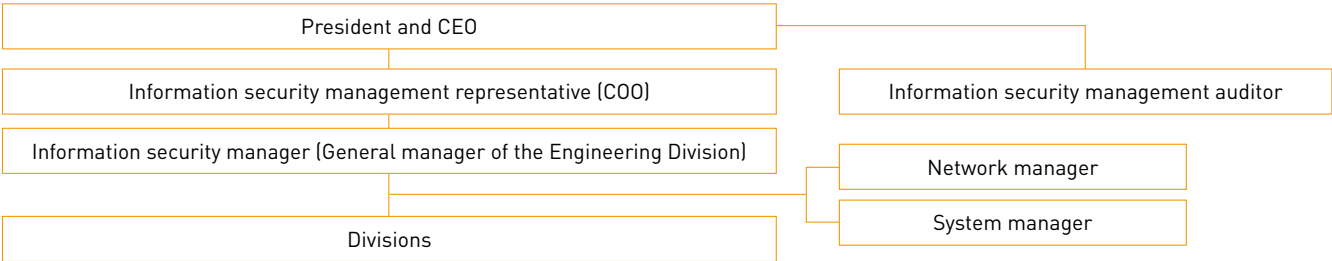 President and CEO
Information security management representative (COO)
Information security management auditor
Information security manager (General manager of the Engineering Division)
Network manager
System manager
Divisions